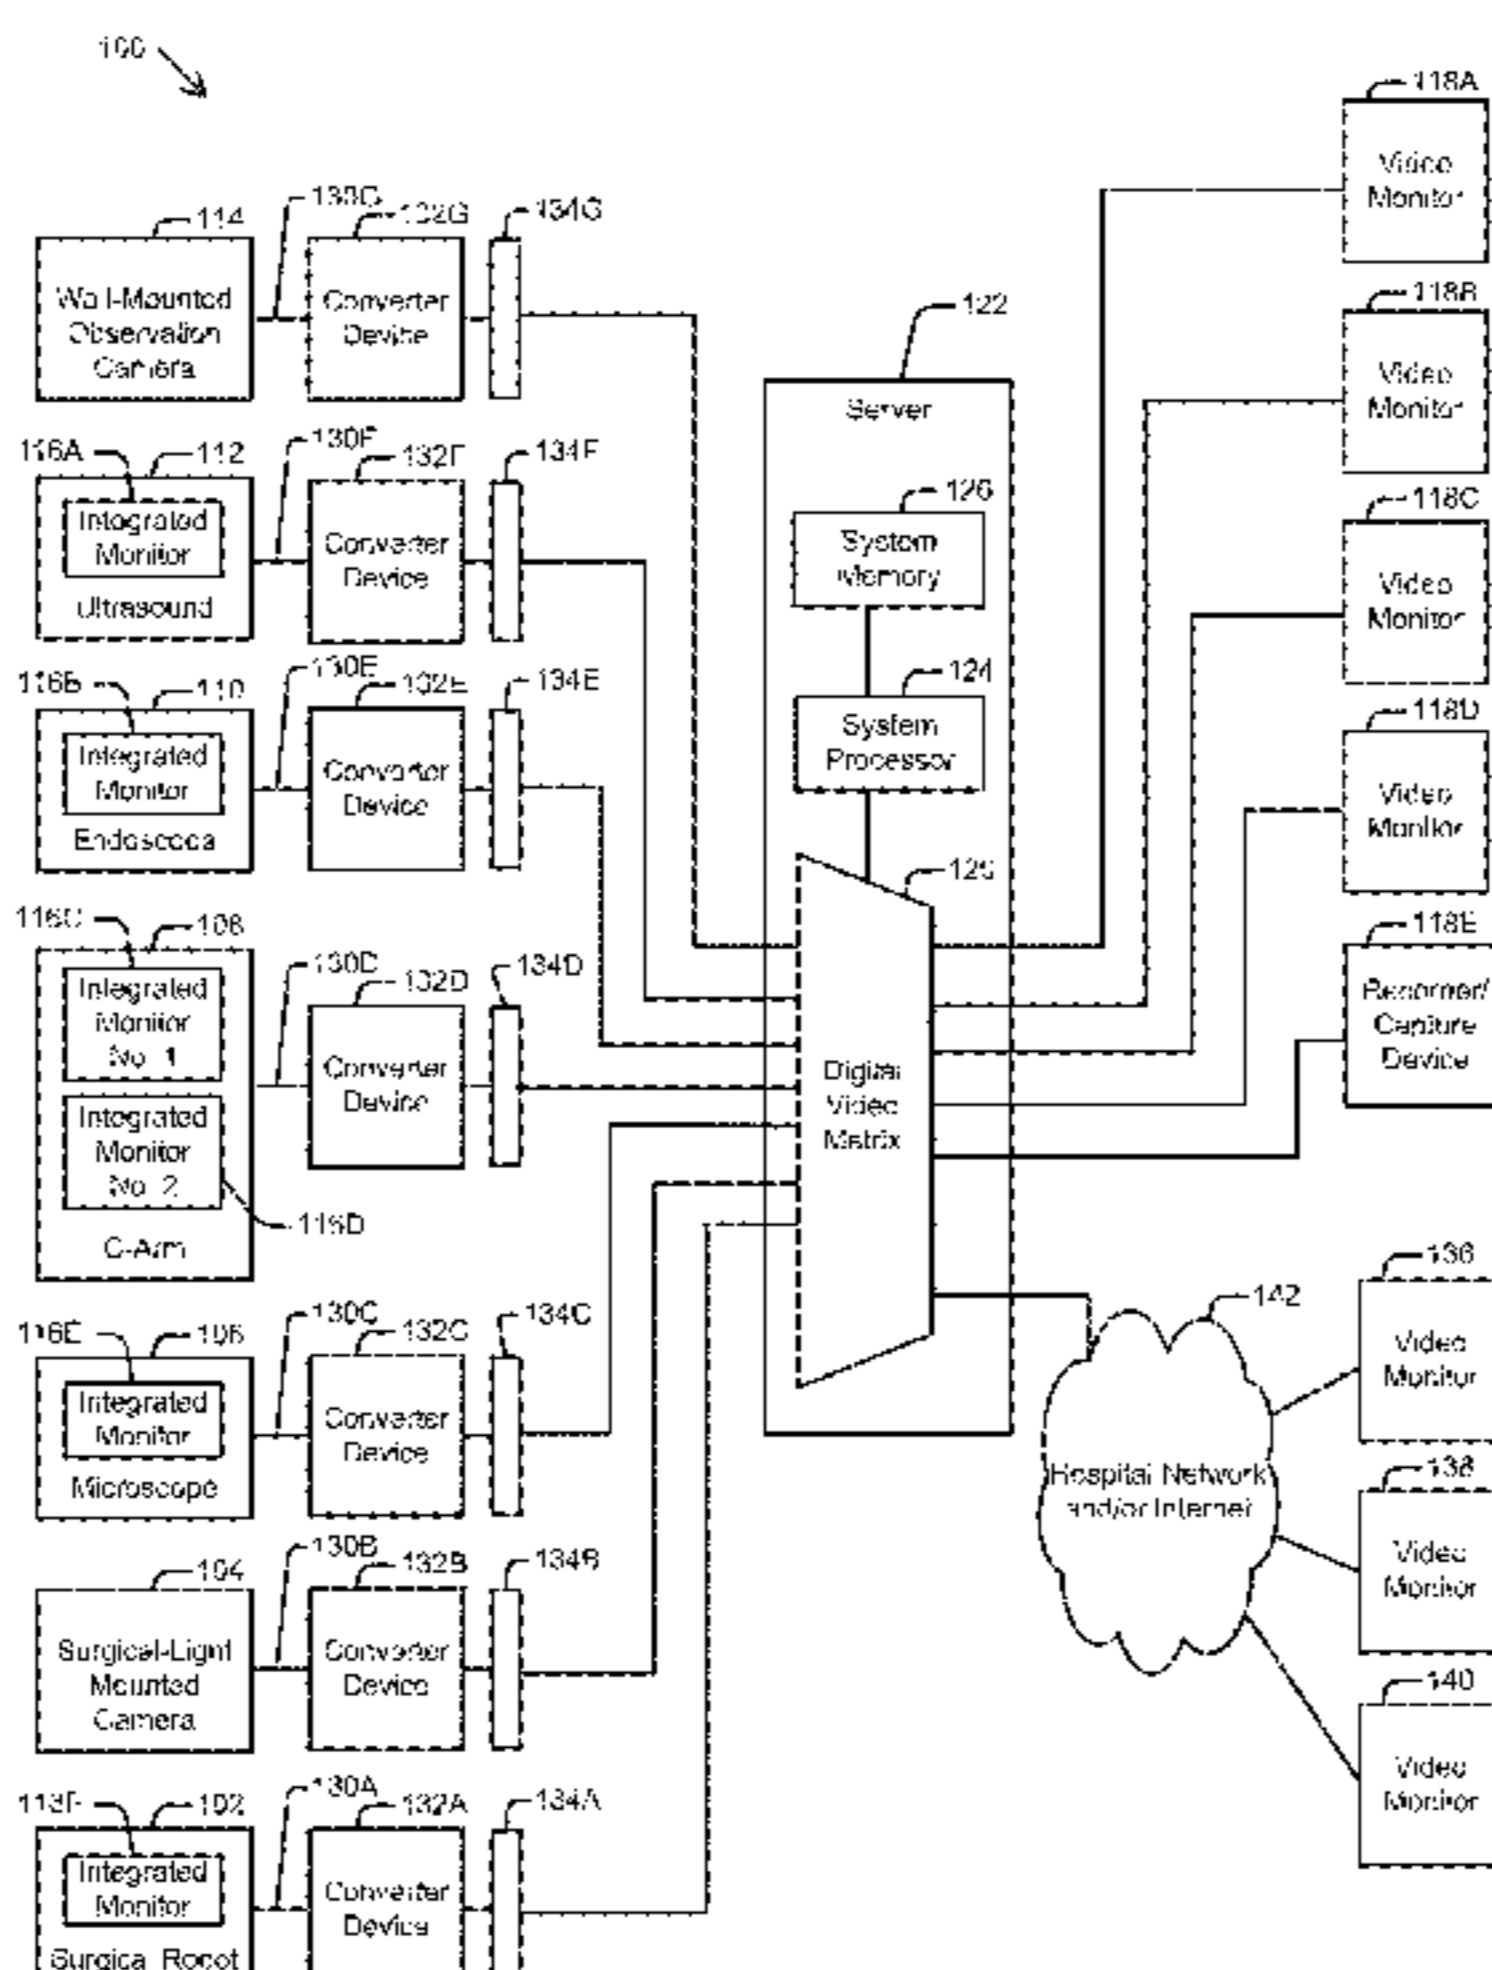 100
118A
Video
Monitor
114
130G
132G
134G
Wall-Mounted
Observation
Camera
Converter
Device
122
Server
118B
Video
Monitor
116A
112
130F
132F
134F
Integrated
Monitor
Ultrasound
Converter
Device
126
System
Memory
118C
Video
Monitor
116B
110
130E
132E
134E
Integrated
Monitor
Endoscope
Converter
Device
124
System
Processor
118D
Video
Monitor
116C
108
130D
132D
134D
Integrated
Monitor
No. 1
Integrated
Monitor
No. 2
116D
C-Arm
Converter
Device
Digital
Video
Matrix
118E
Recorder/
Capture
Device
116E
106
130C
132C
134C
Integrated
Monitor
Microscope
Converter
Device
142
Hospital Network
and/or Internet
136
Video
Monitor
104
130B
132B
134B
Surgical-Light
Mounted
Camera
Converter
Device
138
Video
Monitor
116F
102
130A
132A
134A
Integrated
Monitor
Surgical Robot
Converter
Device
140
Video
Monitor